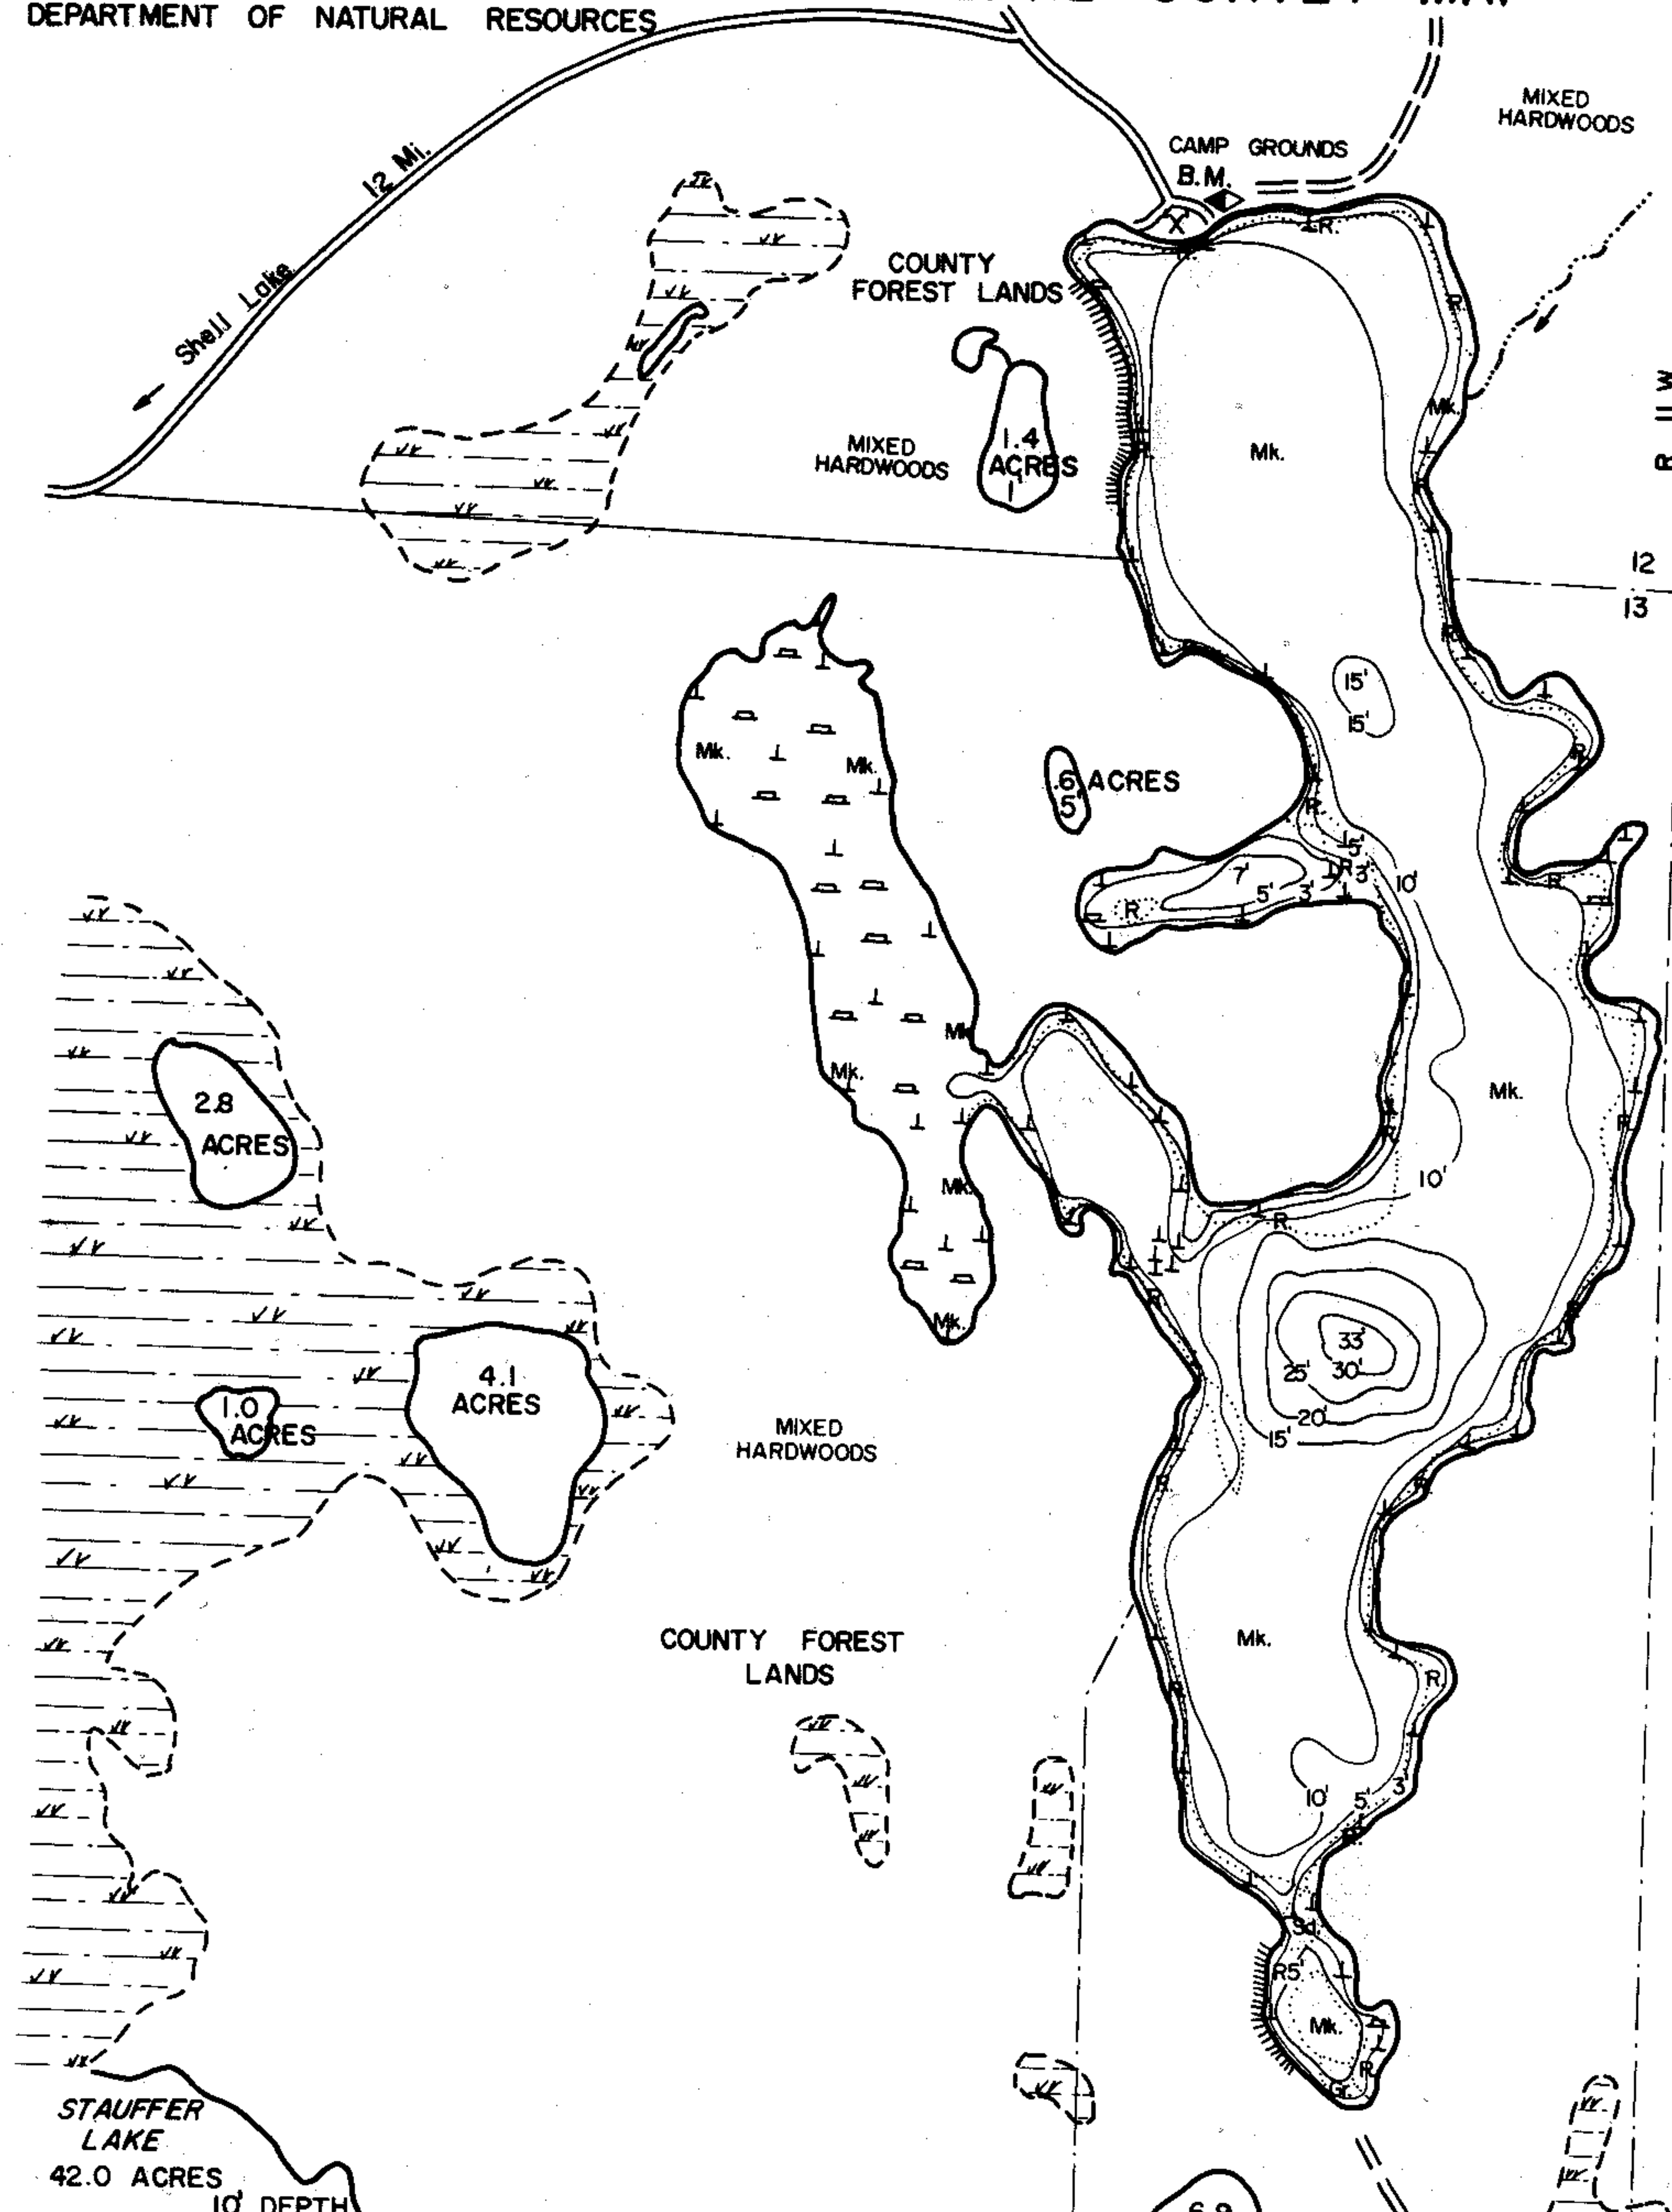 DEPARTMENT OF NATURAL RESOURCES
MIXED
HARDWOODS
CAMP GROUNDS
B.M.
12 Mi.
X
R.
COUNTY
FOREST LANDS
Shell Lake
R
Mk.
1.4
ACRES
1'
MIXED
HARDWOODS
Mk.
R
12
13
R
15'
15'
Mk.
Mk.
R
.6 ACRES
5'
R
5'
R 3'
7'
5'
3'
10'
R
R
Mk.
Mk.
Mk.
2.8
ACRES
R
R
Mk.
10'
R
R
33'
25' 30'
20'
15'
Mk.
4.1
ACRES
1.0
ACRES
MIXED
HARDWOODS
R
R
COUNTY FOREST
LANDS
Mk.
R
R
10'
5'
3'
R.
Sd.
R5'
Mk.
R
Gr.
STAUFFER
LAKE
42.0 ACRES
10' DEPTH
6.9